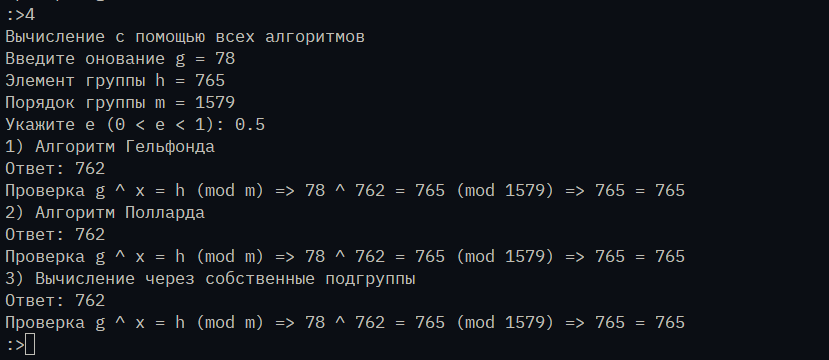 :>4
Вычисление с помощью всех алгоритмов
Введите онование g = 78
Элемент группы h = 765
Порядок группы m = 1579
Укажите е (0 < e < 1): 0.5
1) Алгоритм Гельфонда
Ответ: 762
Проверка g ^ x = h (mod m) => 78 ^ 762 = 765 (mod 1579) => 765 = 765
2) Алгоритм Полларда
Ответ: 762
Проверка g ^ x = h (mod m) => 78 ^ 762 = 765 (mod 1579) => 765 = 765
3) Вычисление через собственные подгруппы
Ответ: 762
Проверка g ^ x = h (mod m) => 78 ^ 762 = 765 (mod 1579) => 765 = 765
:>